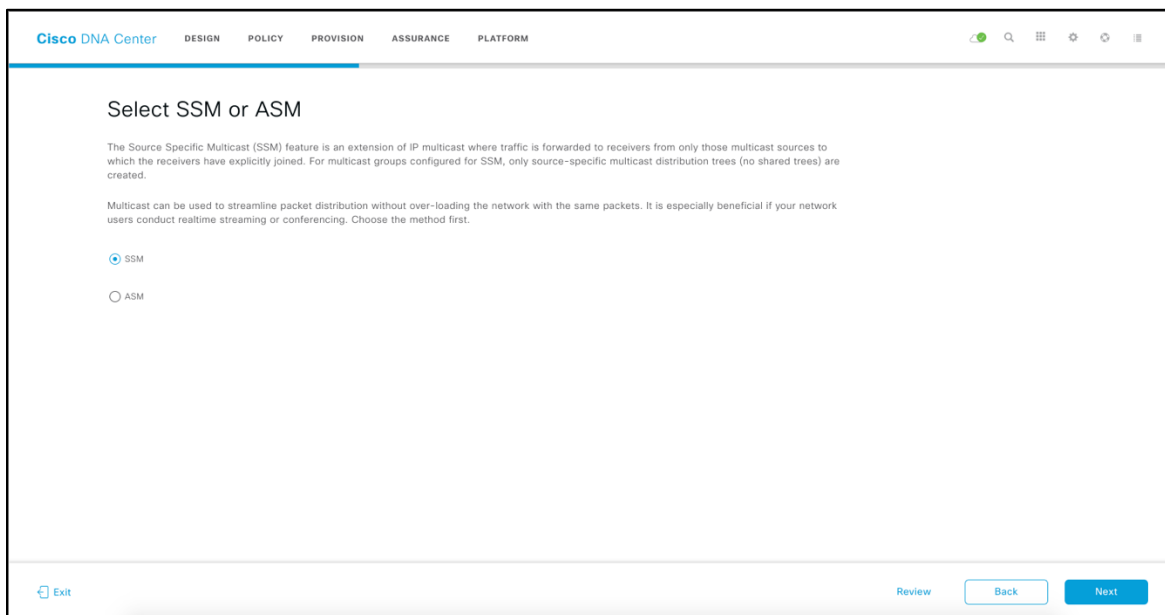 Cisco DNA Center DESIGN POLICY PROVISION ASSURANCE PLATFORM
Select SSM or ASM
The Source Specific Multicast (SSM) feature is an extension of IP multicast where traffic is forwarded to receivers from only those multicast sources to
which the receivers have explicitly joined. For multicast groups configured for SSM, only source-specific multicast distribution trees (no shared trees) are
created.
Multicast can be used to streamline packet distribution without over-loading the network with the same packets. It is especially beneficial if your network
users conduct realtime streaming or conferencing. Choose the method first.
SSM
ASM
Exit Review Back Next